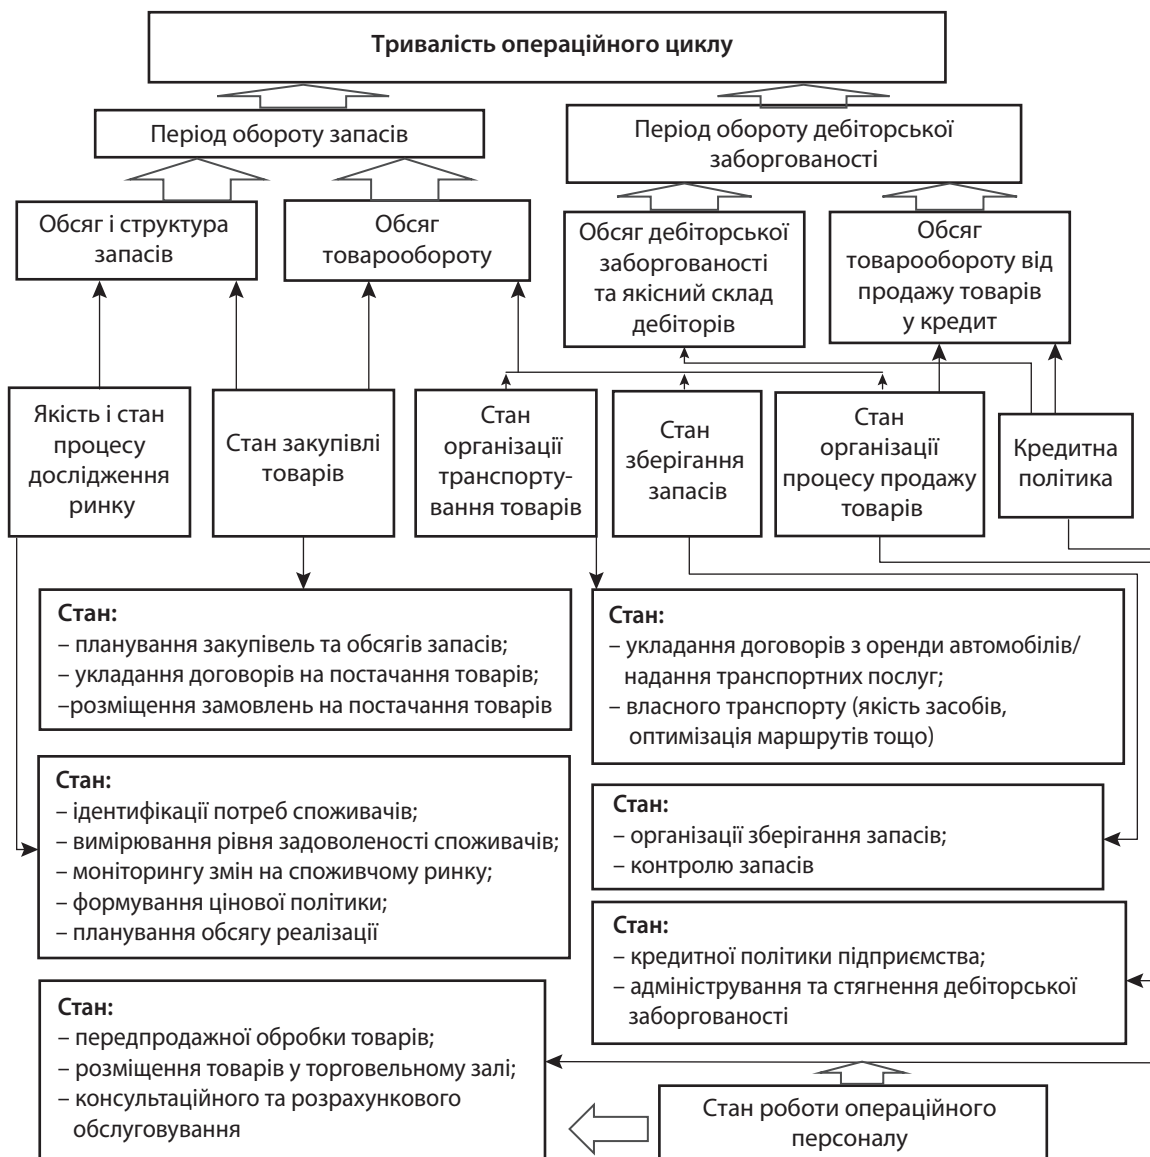 Тривалість операційного циклу
Період обороту запасів
Період обороту дебіторської
заборгованості
Обсяг і структура
запасів
Обсяг
товарообороту
Обсяг дебіторської
заборгованості
та якісний склад
дебіторів
Обсяг
товарообороту від
продажу товарів
у кредит
Якість і стан
процесу
дослідження
ринку
Стан закупівлі
товарів
Стан
організації
транспорту-
вання товарів
Стан
зберігання
запасів
Стан
організації
процесу продажу
товарів
Кредитна
політика
Стан:
– планування закупівель та обсягів запасів;
– укладання договорів на постачання товарів;
–розміщення замовлень на постачання товарів
Стан:
– укладання договорів з оренди автомобілів/
надання транспортних послуг;
– власного транспорту (якість засобів,
оптимізація маршрутів тощо)
Стан:
– ідентифікації потреб споживачів;
– вимірювання рівня задоволеності споживачів;
– моніторингу змін на споживчому ринку;
– формування цінової політики;
– планування обсягу реалізації
Стан:
– організації зберігання запасів;
– контролю запасів
Стан:
– кредитної політики підприємства;
– адміністрування та стягнення дебіторської
заборгованості
Стан:
– передпродажної обробки товарів;
– розміщення товарів у торговельному залі;
– консультаційного та розрахункового
обслуговування
Стан роботи операційного
персоналу